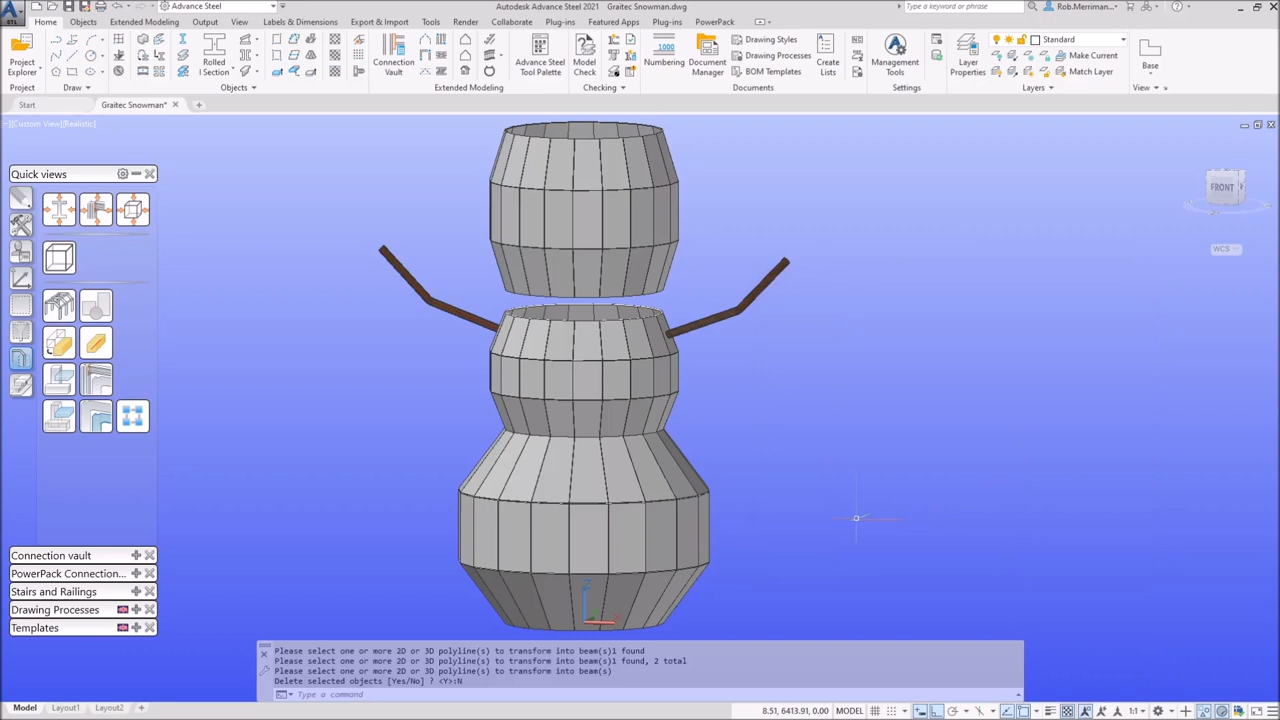 Advance Steel
Autodesk Advance Steel 2021
Graitec Snowman.dwg
Type a keyword or phrase
Rob.Merriman...
STL
Home
Objects
Extended Modeling
Output
View
Labels & Dimensions
Export & Import
Tools
Render
Collaborate
Plug-ins
Featured Apps
Plug-ins
PowerPack
Project
Explorer
Rolled
I Section
Connection
Vault
Advance Steel
Tool Palette
Model
Check
1000
Numbering
Document
Manager
Drawing Styles
Drawing Processes
BOM Templates
Create
Lists
Management
Tools
Layer
Properties
Standard
Make Current
Match Layer
Base
Project
Draw
Objects
Extended Modeling
Checking
Documents
Settings
Layers
View
Start
Graitec Snowman*
[Custom View][Realistic]
Quick views
FRONT
WCS
Connection vault
PowerPack Connection...
Stairs and Railings
Drawing Processes
Templates
Z
Please select one or more 2D or 3D polyline(s) to transform into beam(s)1 found
Please select one or more 2D or 3D polyline(s) to transform into beam(s)1 found, 2 total
Please select one or more 2D or 3D polyline(s) to transform into beam(s)
Delete selected objects [Yes/No] ? <Y>:N
Type a command
Model
Layout1
Layout2
8.51, 6413.91, 0.00
MODEL
1:1